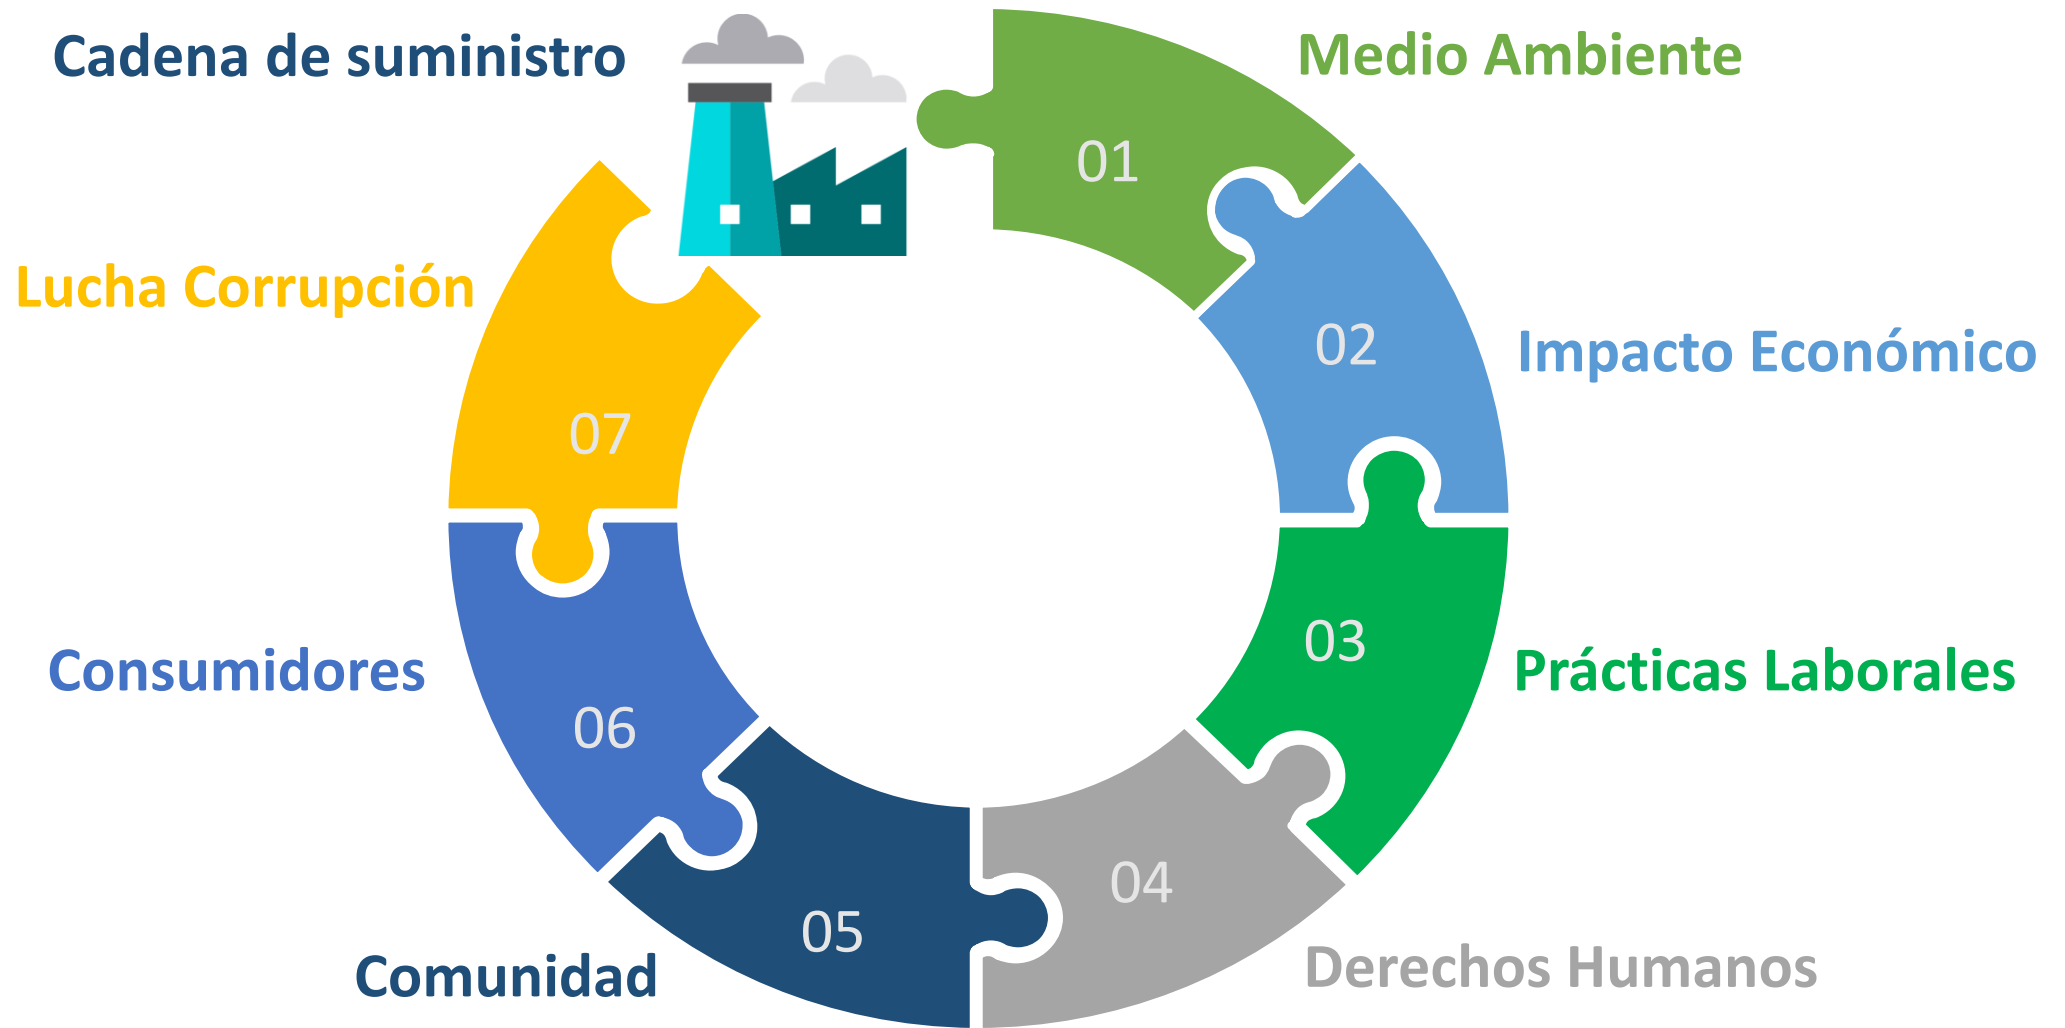 Cadena de suministro
Medio Ambiente
01
Lucha Corrupción
02
Impacto Económico
07
03
Prácticas Laborales
Consumidores
06
04
05
Derechos Humanos
Comunidad